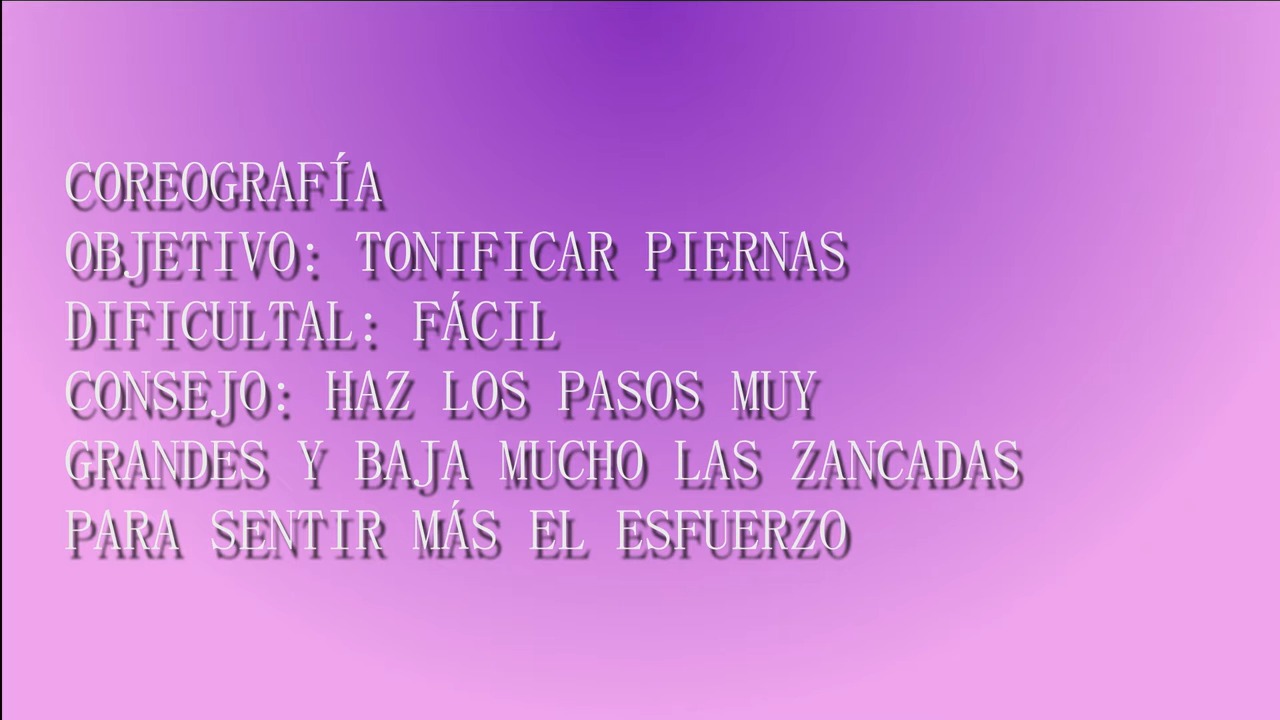 COREOGRAFÍA
OBJETIVO: TONIFICAR PIERNAS
DIFICULTAL: FÁCIL
CONSEJO: HAZ LOS PASOS MUY
GRANDES Y BAJA MUCHO LAS ZANCADAS
PARA SENTIR MÁS EL ESFUERZO